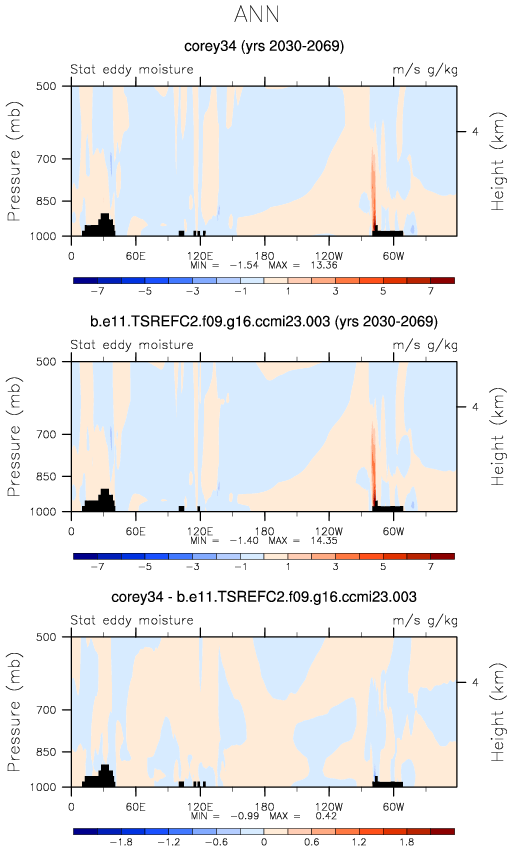 ANN
corey34 (yrs 2030-2069)
Stat eddy moisture m/s g/kg
500
700
850
1000
Pressure (mb)
4
Height (km)
0 60E 120E 180 120W 60W
MIN = -1.54 MAX = 13.36
-7 -5 -3 -1 1 3 5 7
b.e11.TSREFC2.f09.g16.ccmi23.003 (yrs 2030-2069)
Stat eddy moisture m/s g/kg
500
700
850
1000
Pressure (mb)
4
Height (km)
0 60E 120E 180 120W 60W
MIN = -1.40 MAX = 14.35
-7 -5 -3 -1 1 3 5 7
corey34 - b.e11.TSREFC2.f09.g16.ccmi23.003
Stat eddy moisture m/s g/kg
500
700
850
1000
Pressure (mb)
4
Height (km)
0 60E 120E 180 120W 60W
MIN = -0.99 MAX = 0.42
-1.8 -1.2 -0.6 0 0.6 1.2 1.8